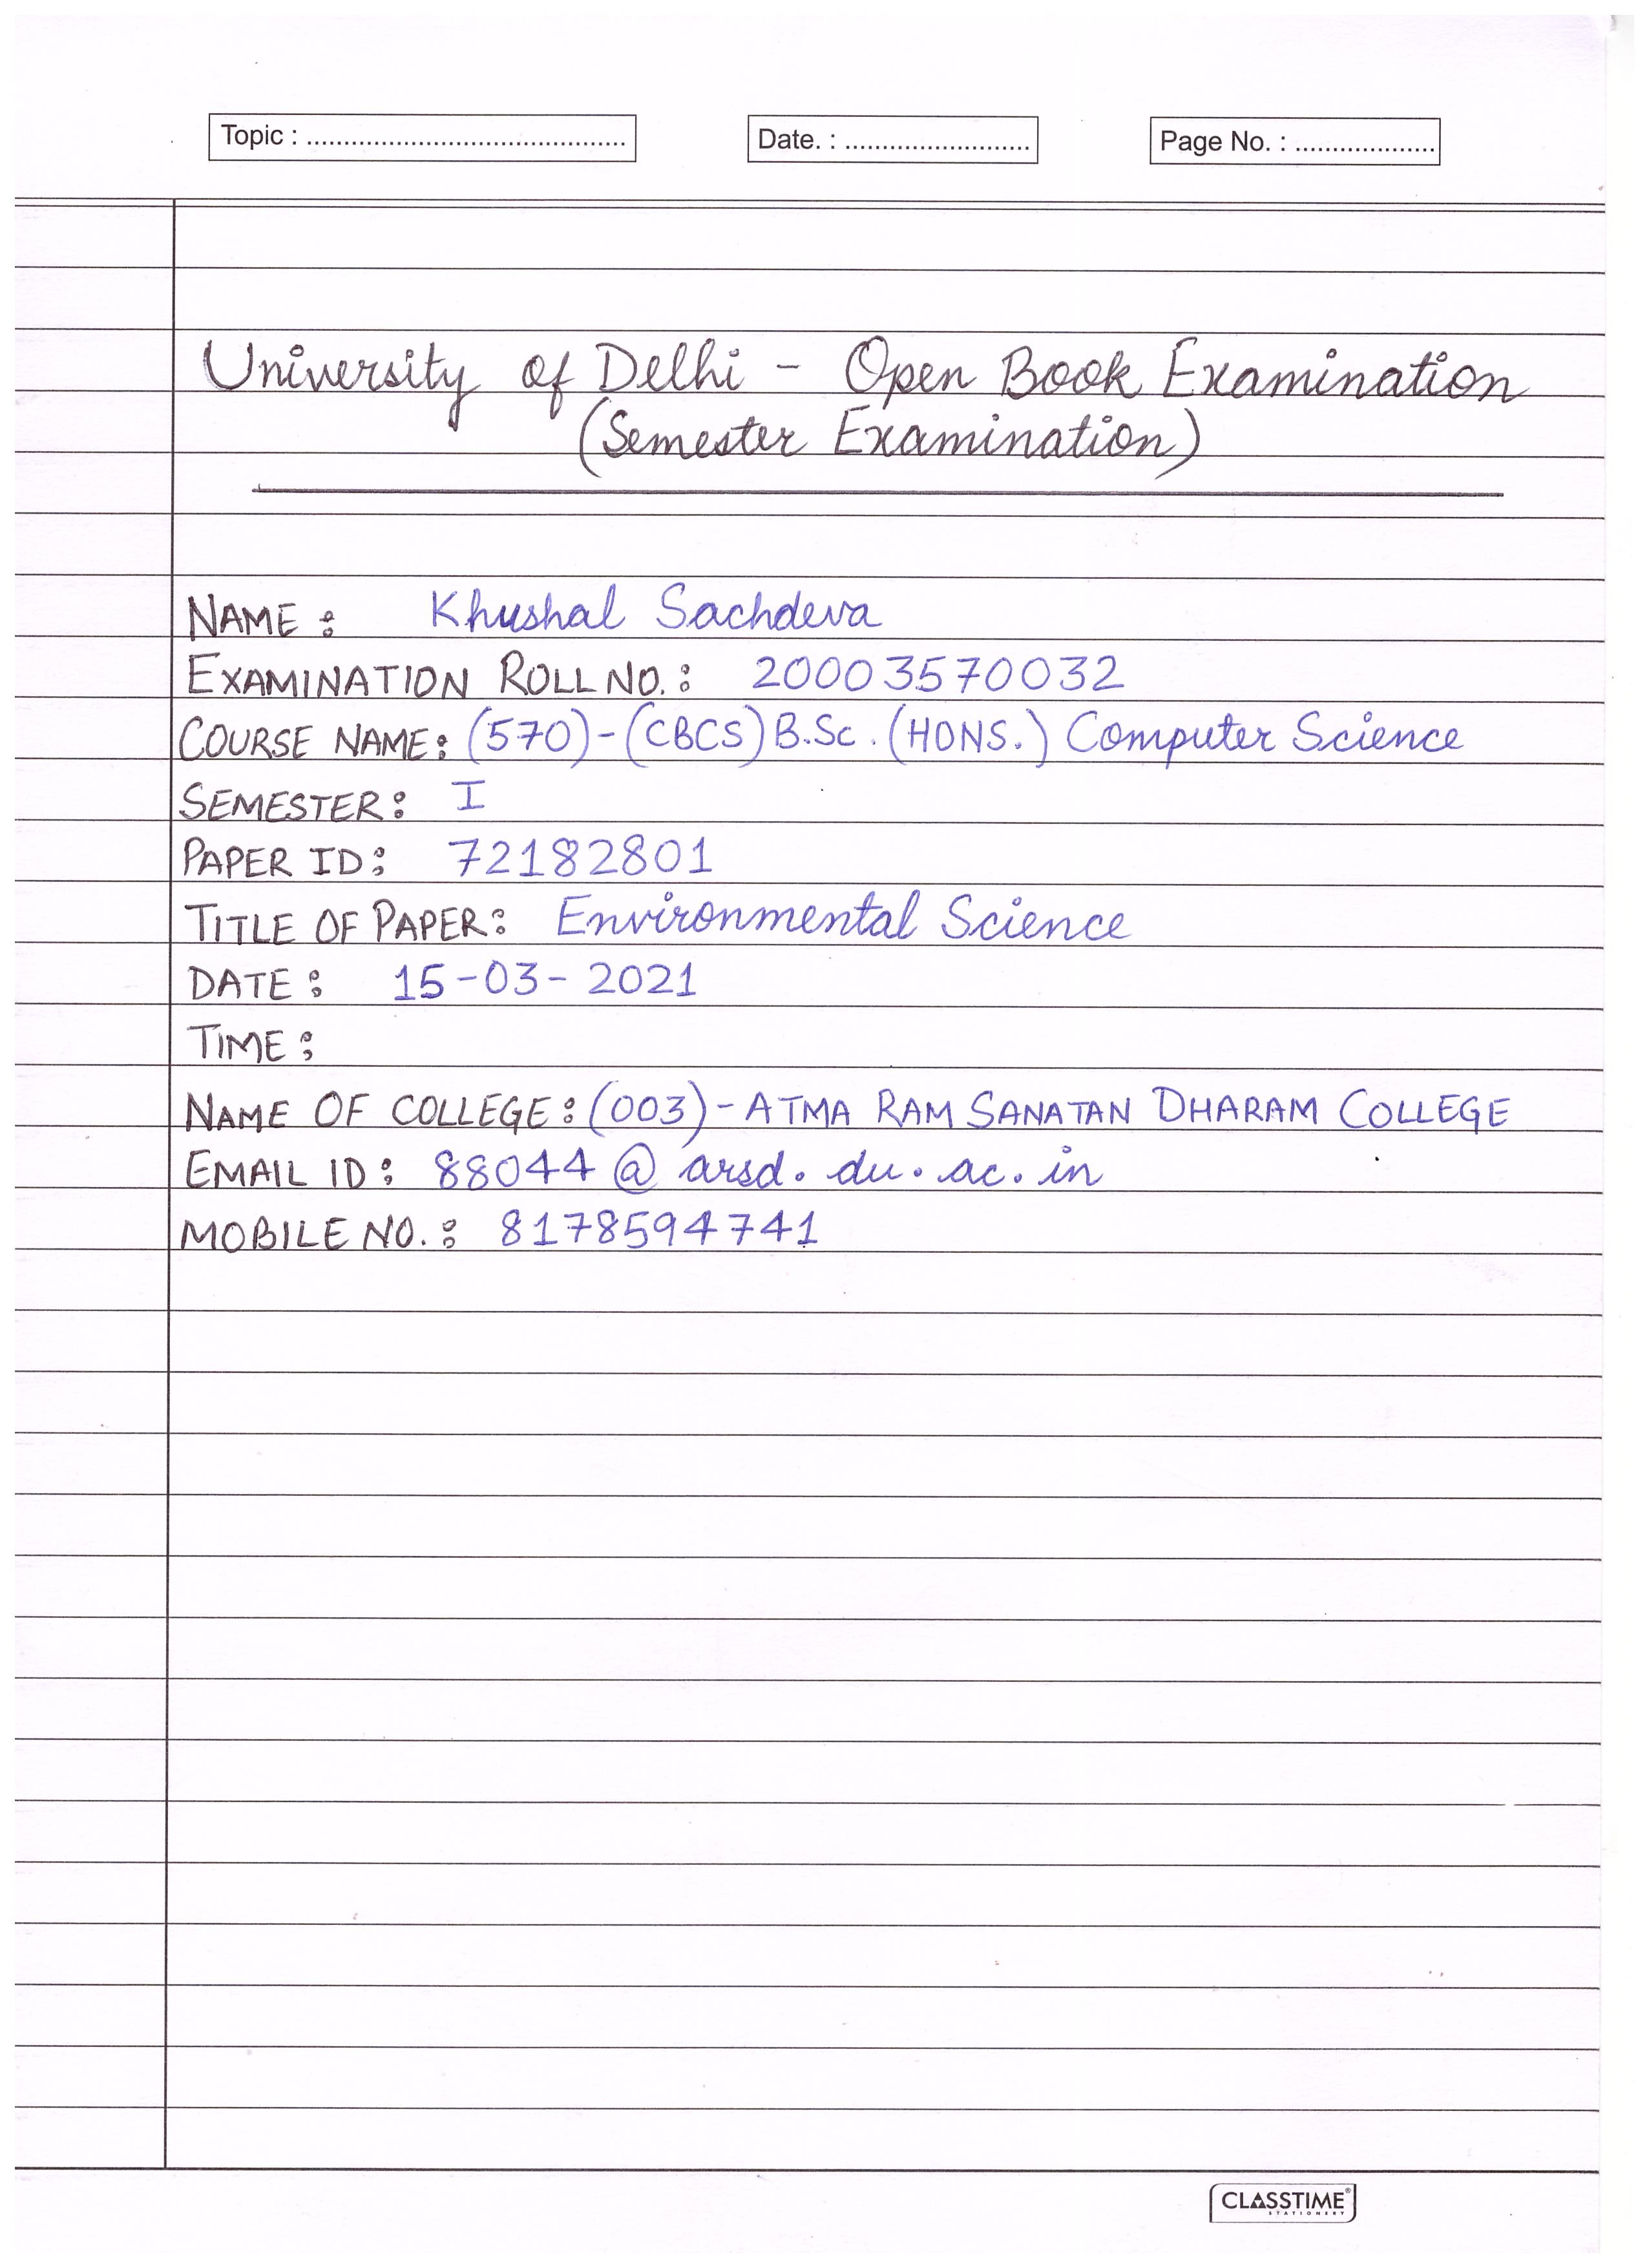 Topic : ...........................................
Date. : .........................
Page No. : ...................
University of Delhi - Open Book Examination
(Semester Examination)
NAME : Khushal Sachdeva
EXAMINATION ROLL NO. : 20003570032
COURSE NAME: (570)-(CBCS) B.Sc. (HONS.) Computer Science
SEMESTER: I
PAPER ID: 72182801
TITLE OF PAPER: Environmental Science
DATE : 15-03-2021
TIME :
NAME OF COLLEGE: (003)-ATMA RAM SANATAN DHARAM COLLEGE
EMAIL ID: 88044@arsd.du.ac.in
MOBILE NO. : 8178594741
CLASSTIME®
STATIONERY